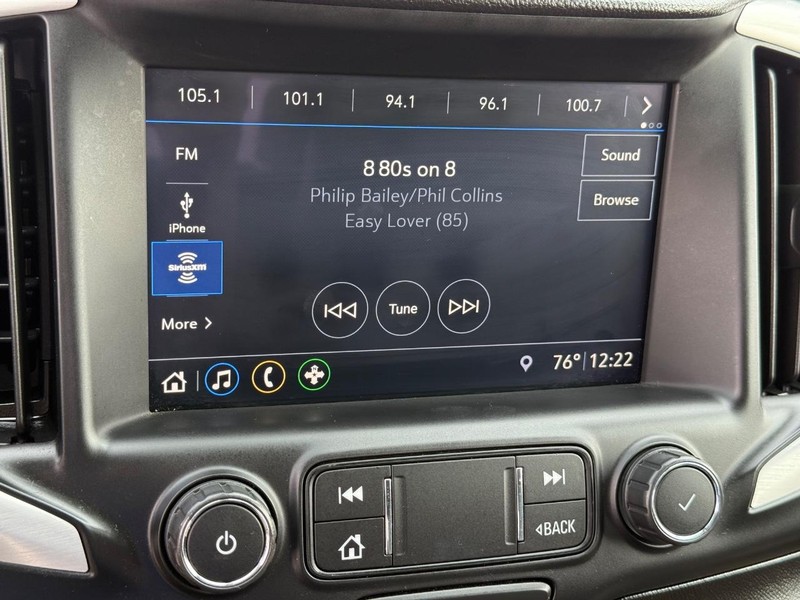 105.1 101.1 94.1 96.1 100.7
FM
8 80s on 8
Sound
Philip Bailey/Phil Collins
Browse
iPhone
Easy Lover (85)
SiriusXM
More
Tune
76° 12:22
BACK